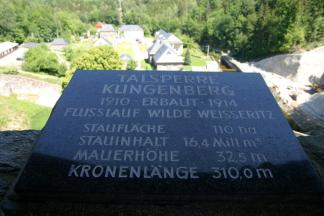 TALSPERRE
KLINGENBERG
1910 - ERBAUT - 1914
FLUSSLAUF WILDE WEISSERITZ
STAUFLÄCHE 110 ha
STAUINHALT 16,4 Mill m³
MAUERHÖHE 32,5 m
KRONENLÄNGE 310,0 m